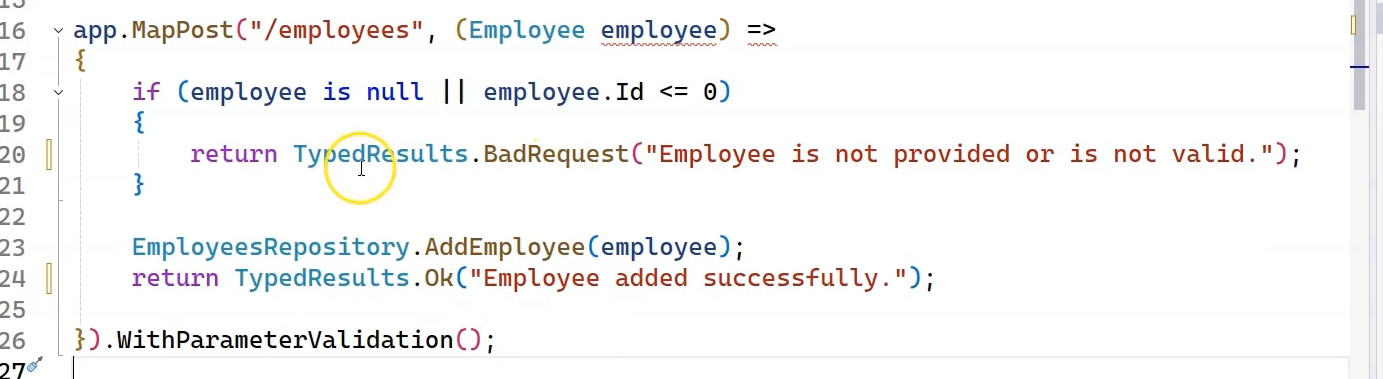 16 app.MapPost("/employees", (Employee employee) =>
17 {
18 if (employee is null || employee.Id <= 0)
19 {
20 return TypedResults.BadRequest("Employee is not provided or is not valid.");
21 }
22
23 EmployeesRepository.AddEmployee(employee);
24 return TypedResults.Ok("Employee added successfully.");
25
26 }).WithParameterValidation();
27